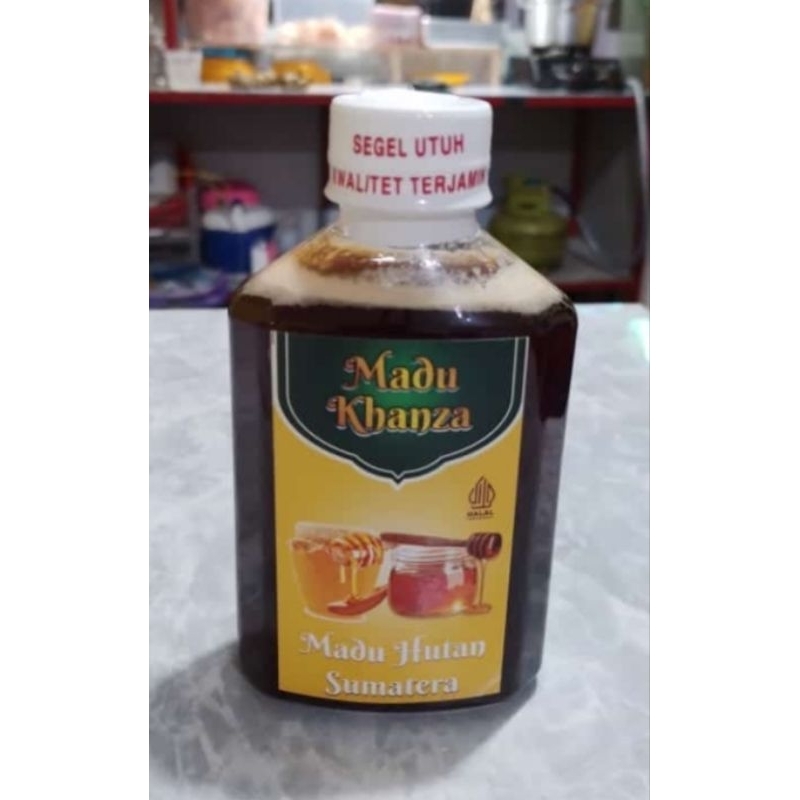 SEGEL UTUH
KWALITET TERJAMIN
Madu
Khanza
HALAL
Madu Hutan
Sumatera